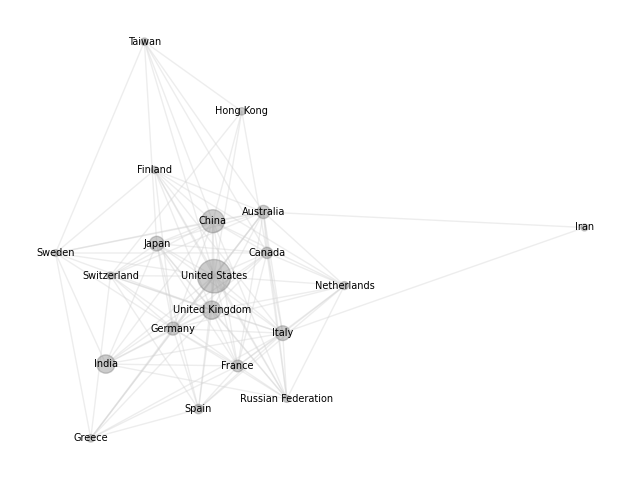 Taiwan
Hong Kong
Finland
Australia
China
Iran
Japan
Sweden
Canada
Switzerland
United States
Netherlands
United Kingdom
Germany
Italy
India
France
Russian Federation
Spain
Greece